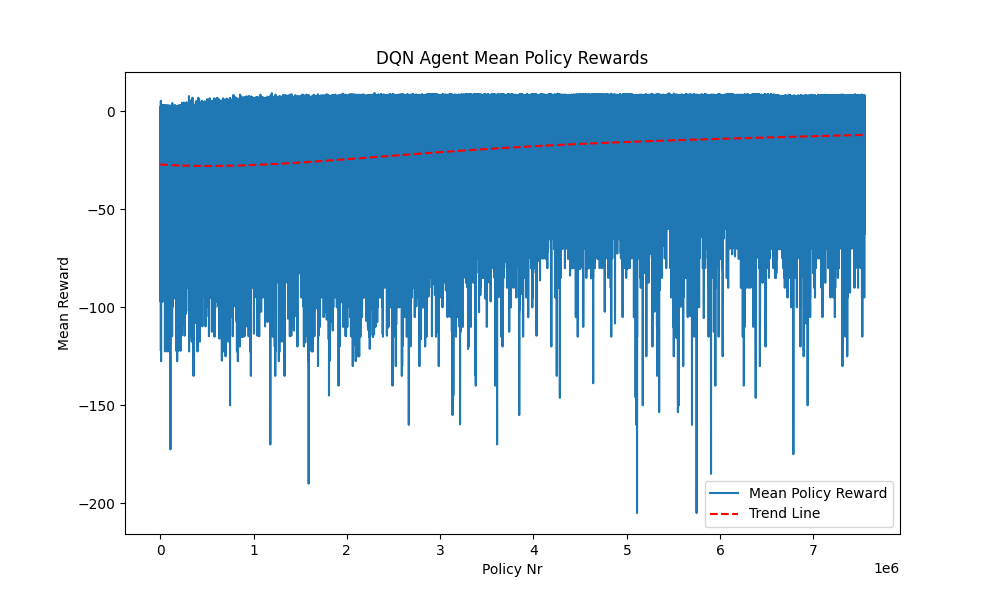 DQN Agent Mean Policy Rewards
Mean Reward
0
−50
−100
−150
−200
Mean Policy Reward
Trend Line
0 1 2 3 4 5 6 7
1e6
Policy Nr